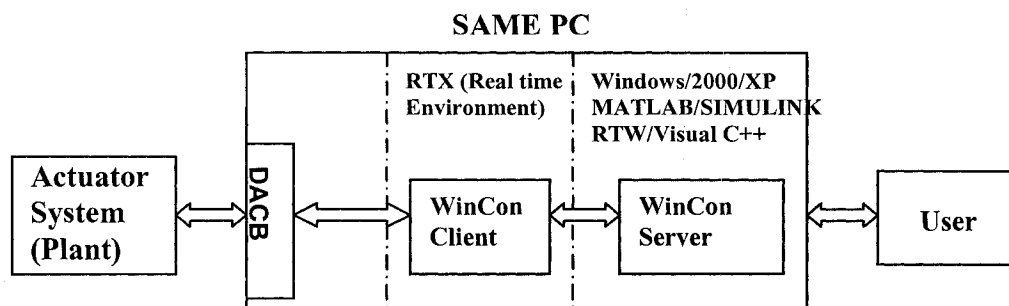 SAME PC
RTX (Real time
Environment)
Windows/2000/XP
MATLAB/SIMULINK
RTW/Visual C++
Actuator
System
(Plant)
DACB
WinCon
Client
WinCon
Server
User